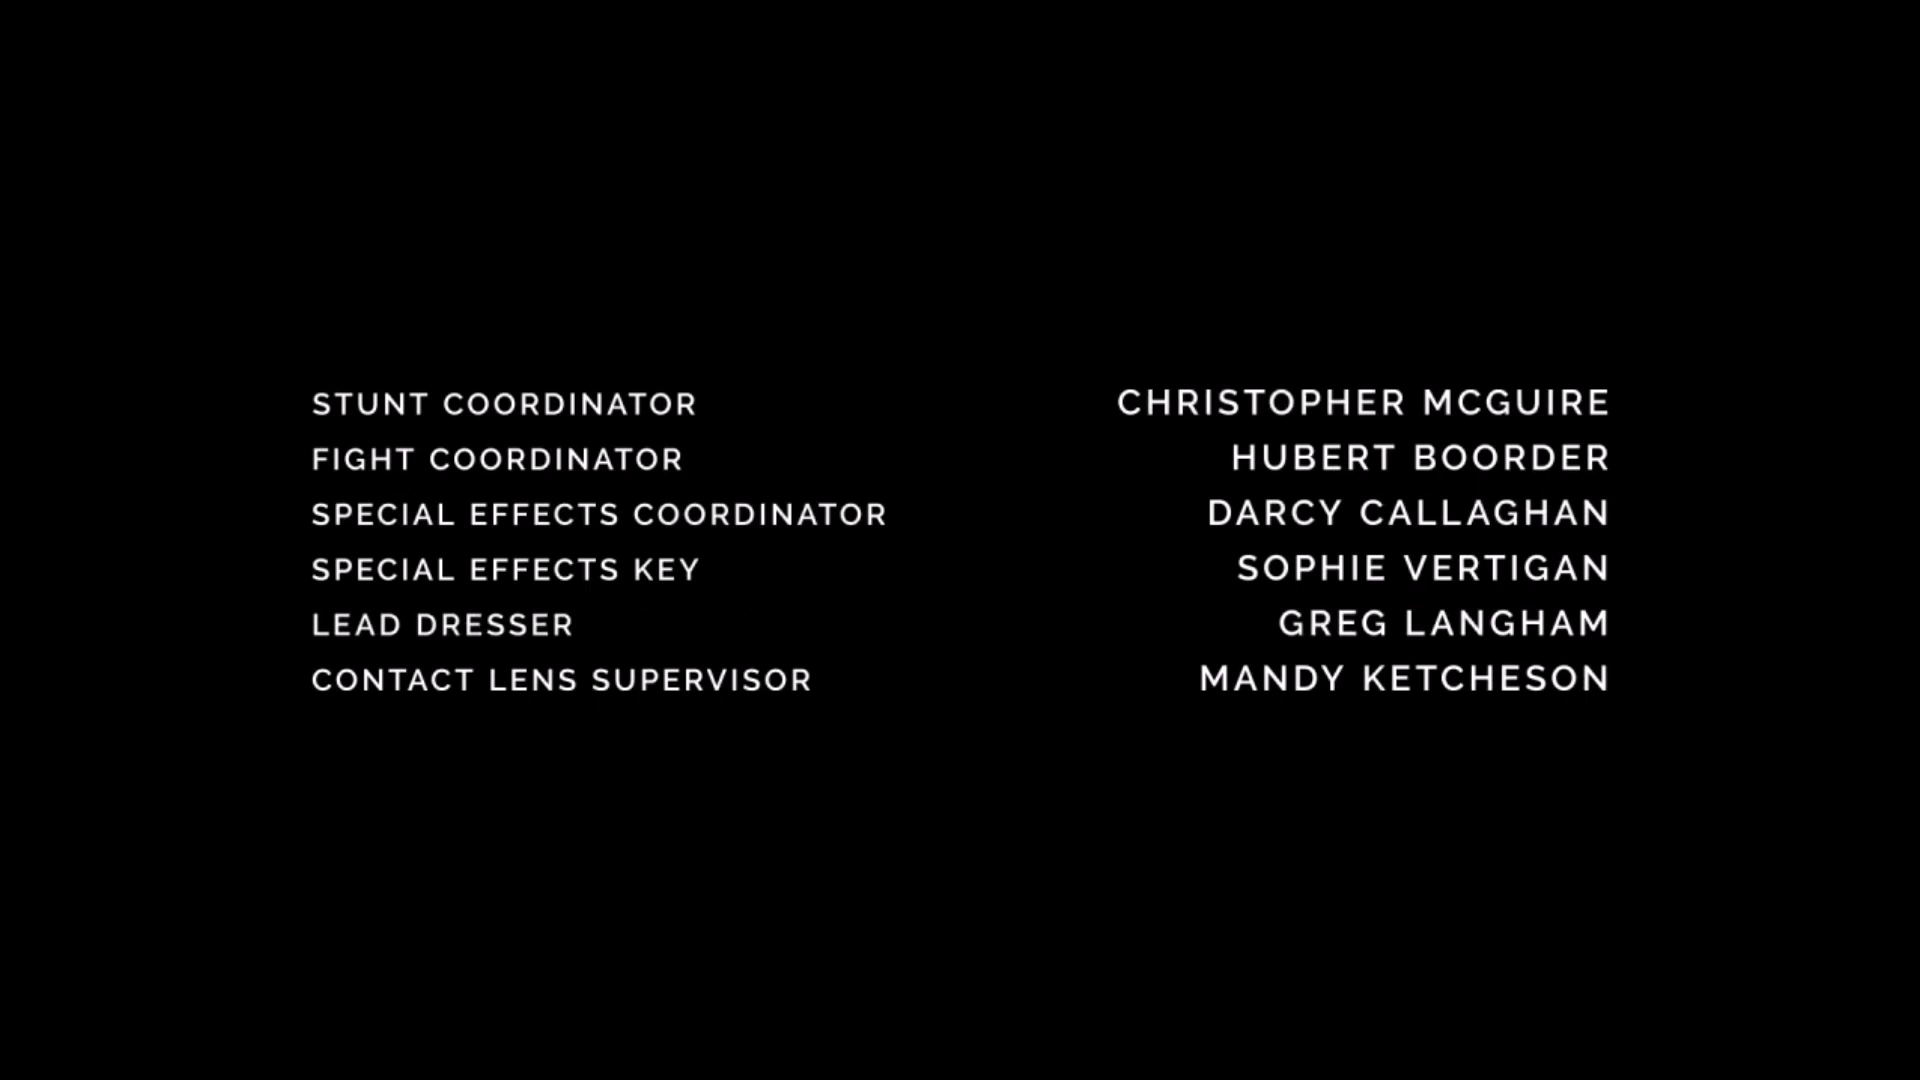 STUNT COORDINATOR CHRISTOPHER MCGUIRE
FIGHT COORDINATOR HUBERT BOORDER
SPECIAL EFFECTS COORDINATOR DARCY CALLAGHAN
SPECIAL EFFECTS KEY SOPHIE VERTIGAN
LEAD DRESSER GREG LANGHAM
CONTACT LENS SUPERVISOR MANDY KETCHESON